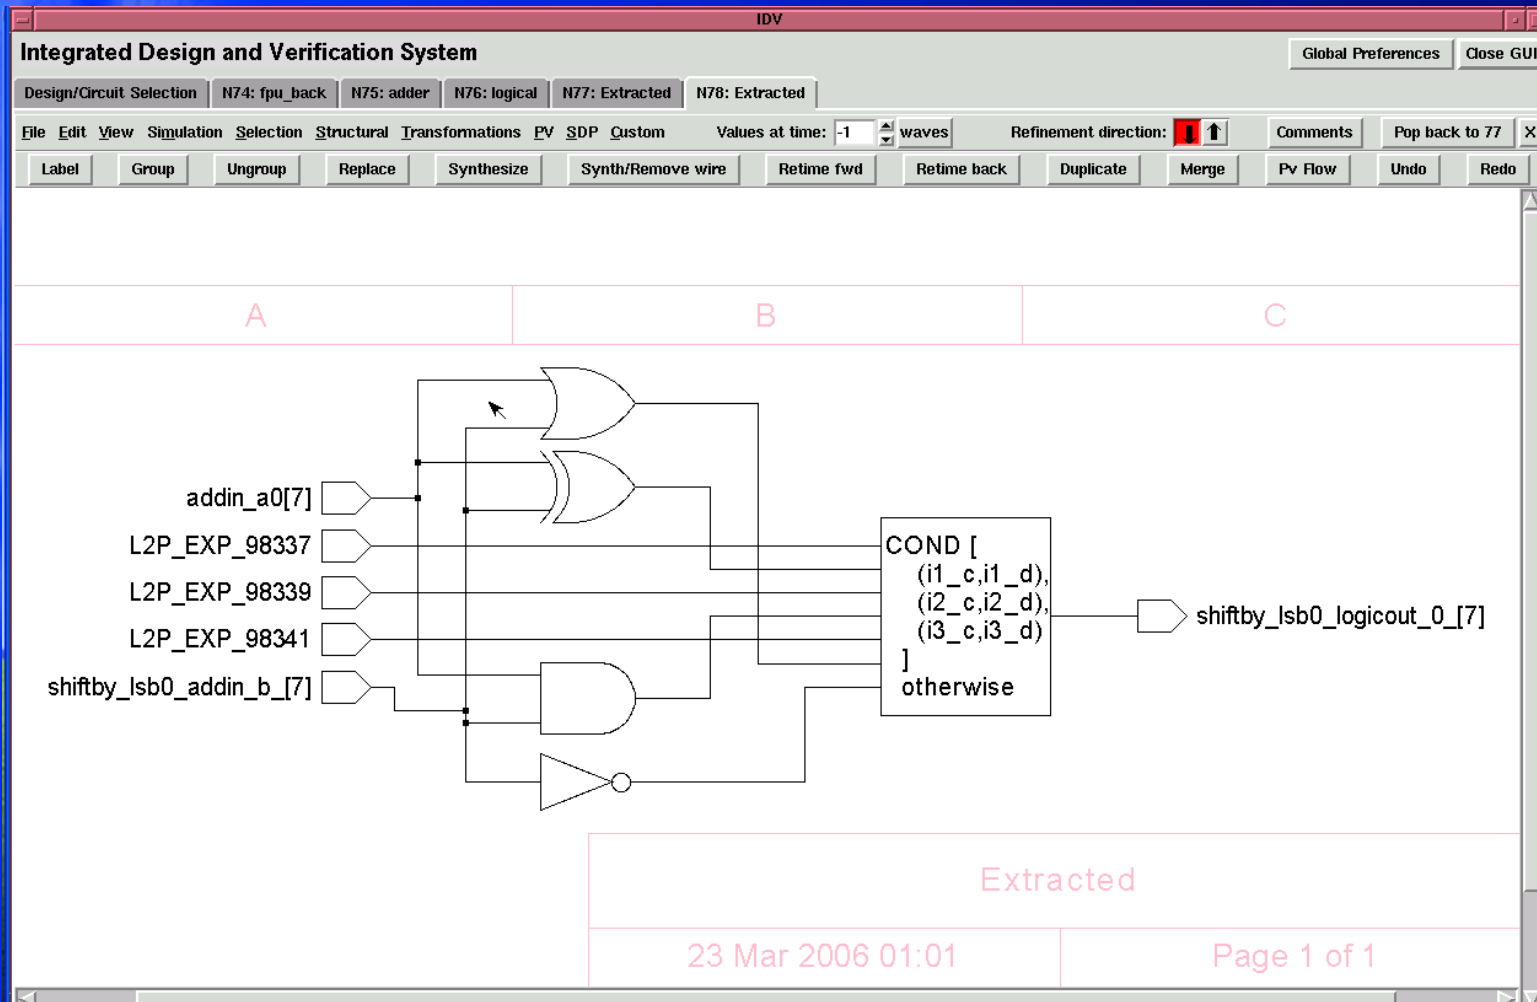 IDV
Integrated Design and Verification System
Global Preferences Close GUI
Design/Circuit Selection N74: fpu_back N75: adder N76: logical N77: Extracted N78: Extracted
File Edit View Simulation Selection Structural Transformations PV SDP Custom Values at time: -1 waves Refinement direction: Comments Pop back to 77 X
Label Group Ungroup Replace Synthesize Synth/Remove wire Retime fwd Retime back Duplicate Merge Pv Flow Undo Redo
A B C
addin_a0[7]
L2P_EXP_98337
L2P_EXP_98339
L2P_EXP_98341
shiftby_lsb0_addin_b_[7]
COND [
(i1_c,i1_d),
(i2_c,i2_d),
(i3_c,i3_d)
]
otherwise
shiftby_lsb0_logicout_0_[7]
Extracted
23 Mar 2006 01:01 Page 1 of 1